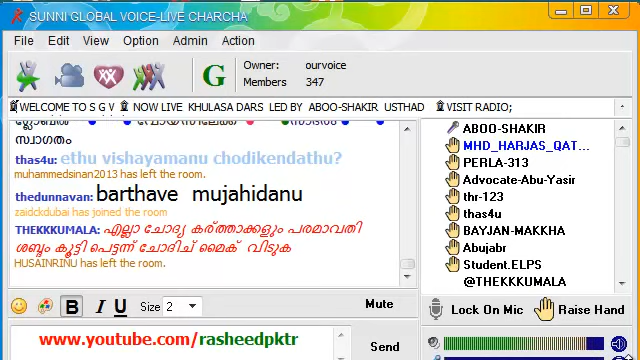 SUNNI GLOBAL VOICE-LIVE CHARCHA
File Edit View Option Admin Action
Owner: ourvoice
Members 347
WELCOME TO S G V NOW LIVE KHULASA DARS LED BY ABOO-SHAKIR USTHAD VISIT RADIO;
സ്വാഗതം
thas4u: ethu vishayamanu chodikendathu?
muhammedsinan2013 has left the room.
thedunnavan: barthave mujahidanu
zaidckdubai has joined the room
THEKKKUMALA: എല്ലാ ചോദ്യ കര്‍ത്താക്കളും പരമാവതി
ശബ്ദം കൂട്ടി പെട്ടന്ന് ചോദിച് മൈക് വിടുക
HUSAINRINU has left the room.
ABOO-SHAKIR
MHD_HARJAS_QAT...
PERLA-313
Advocate-Abu-Yasir
thr-123
thas4u
BAYJAN-MAKKHA
Abujabr
Student.ELPS
@THEKKKUMALA
B I U Size 2
Mute
Lock On Mic Raise Hand
www.youtube.com/rasheedpktr
Send